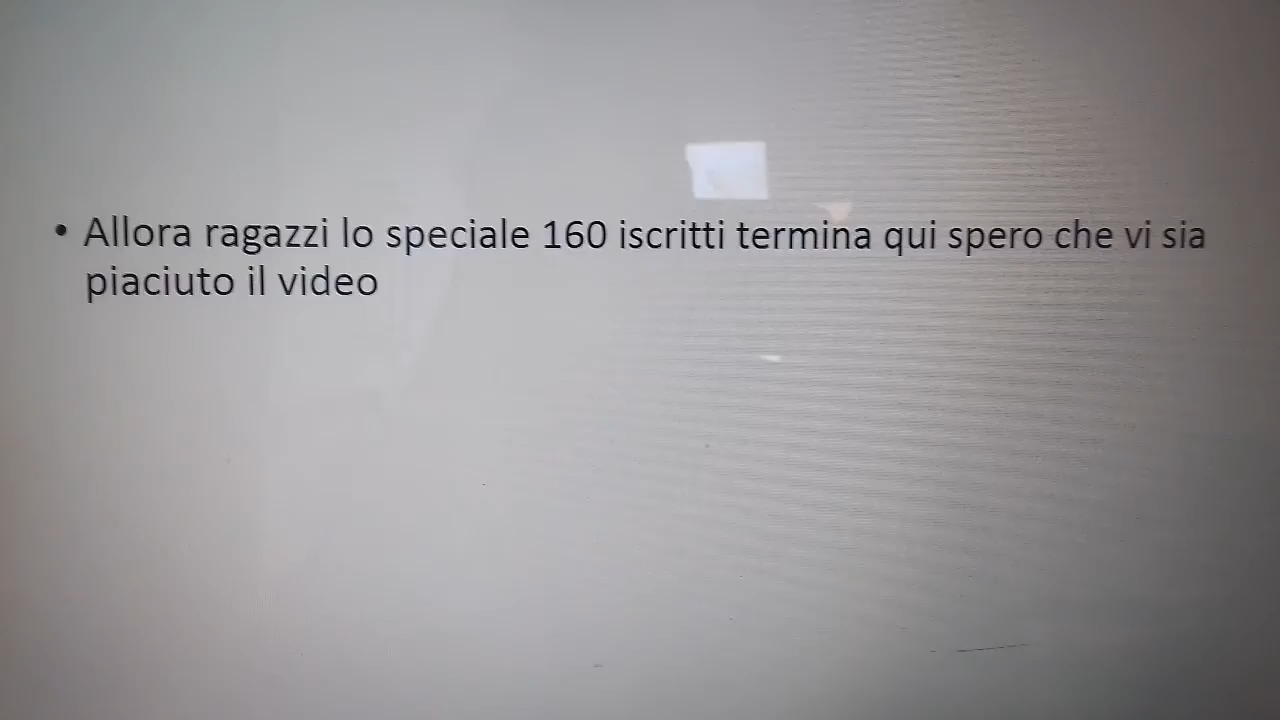 • Allora ragazzi lo speciale 160 iscritti termina qui spero che vi sia
piaciuto il video